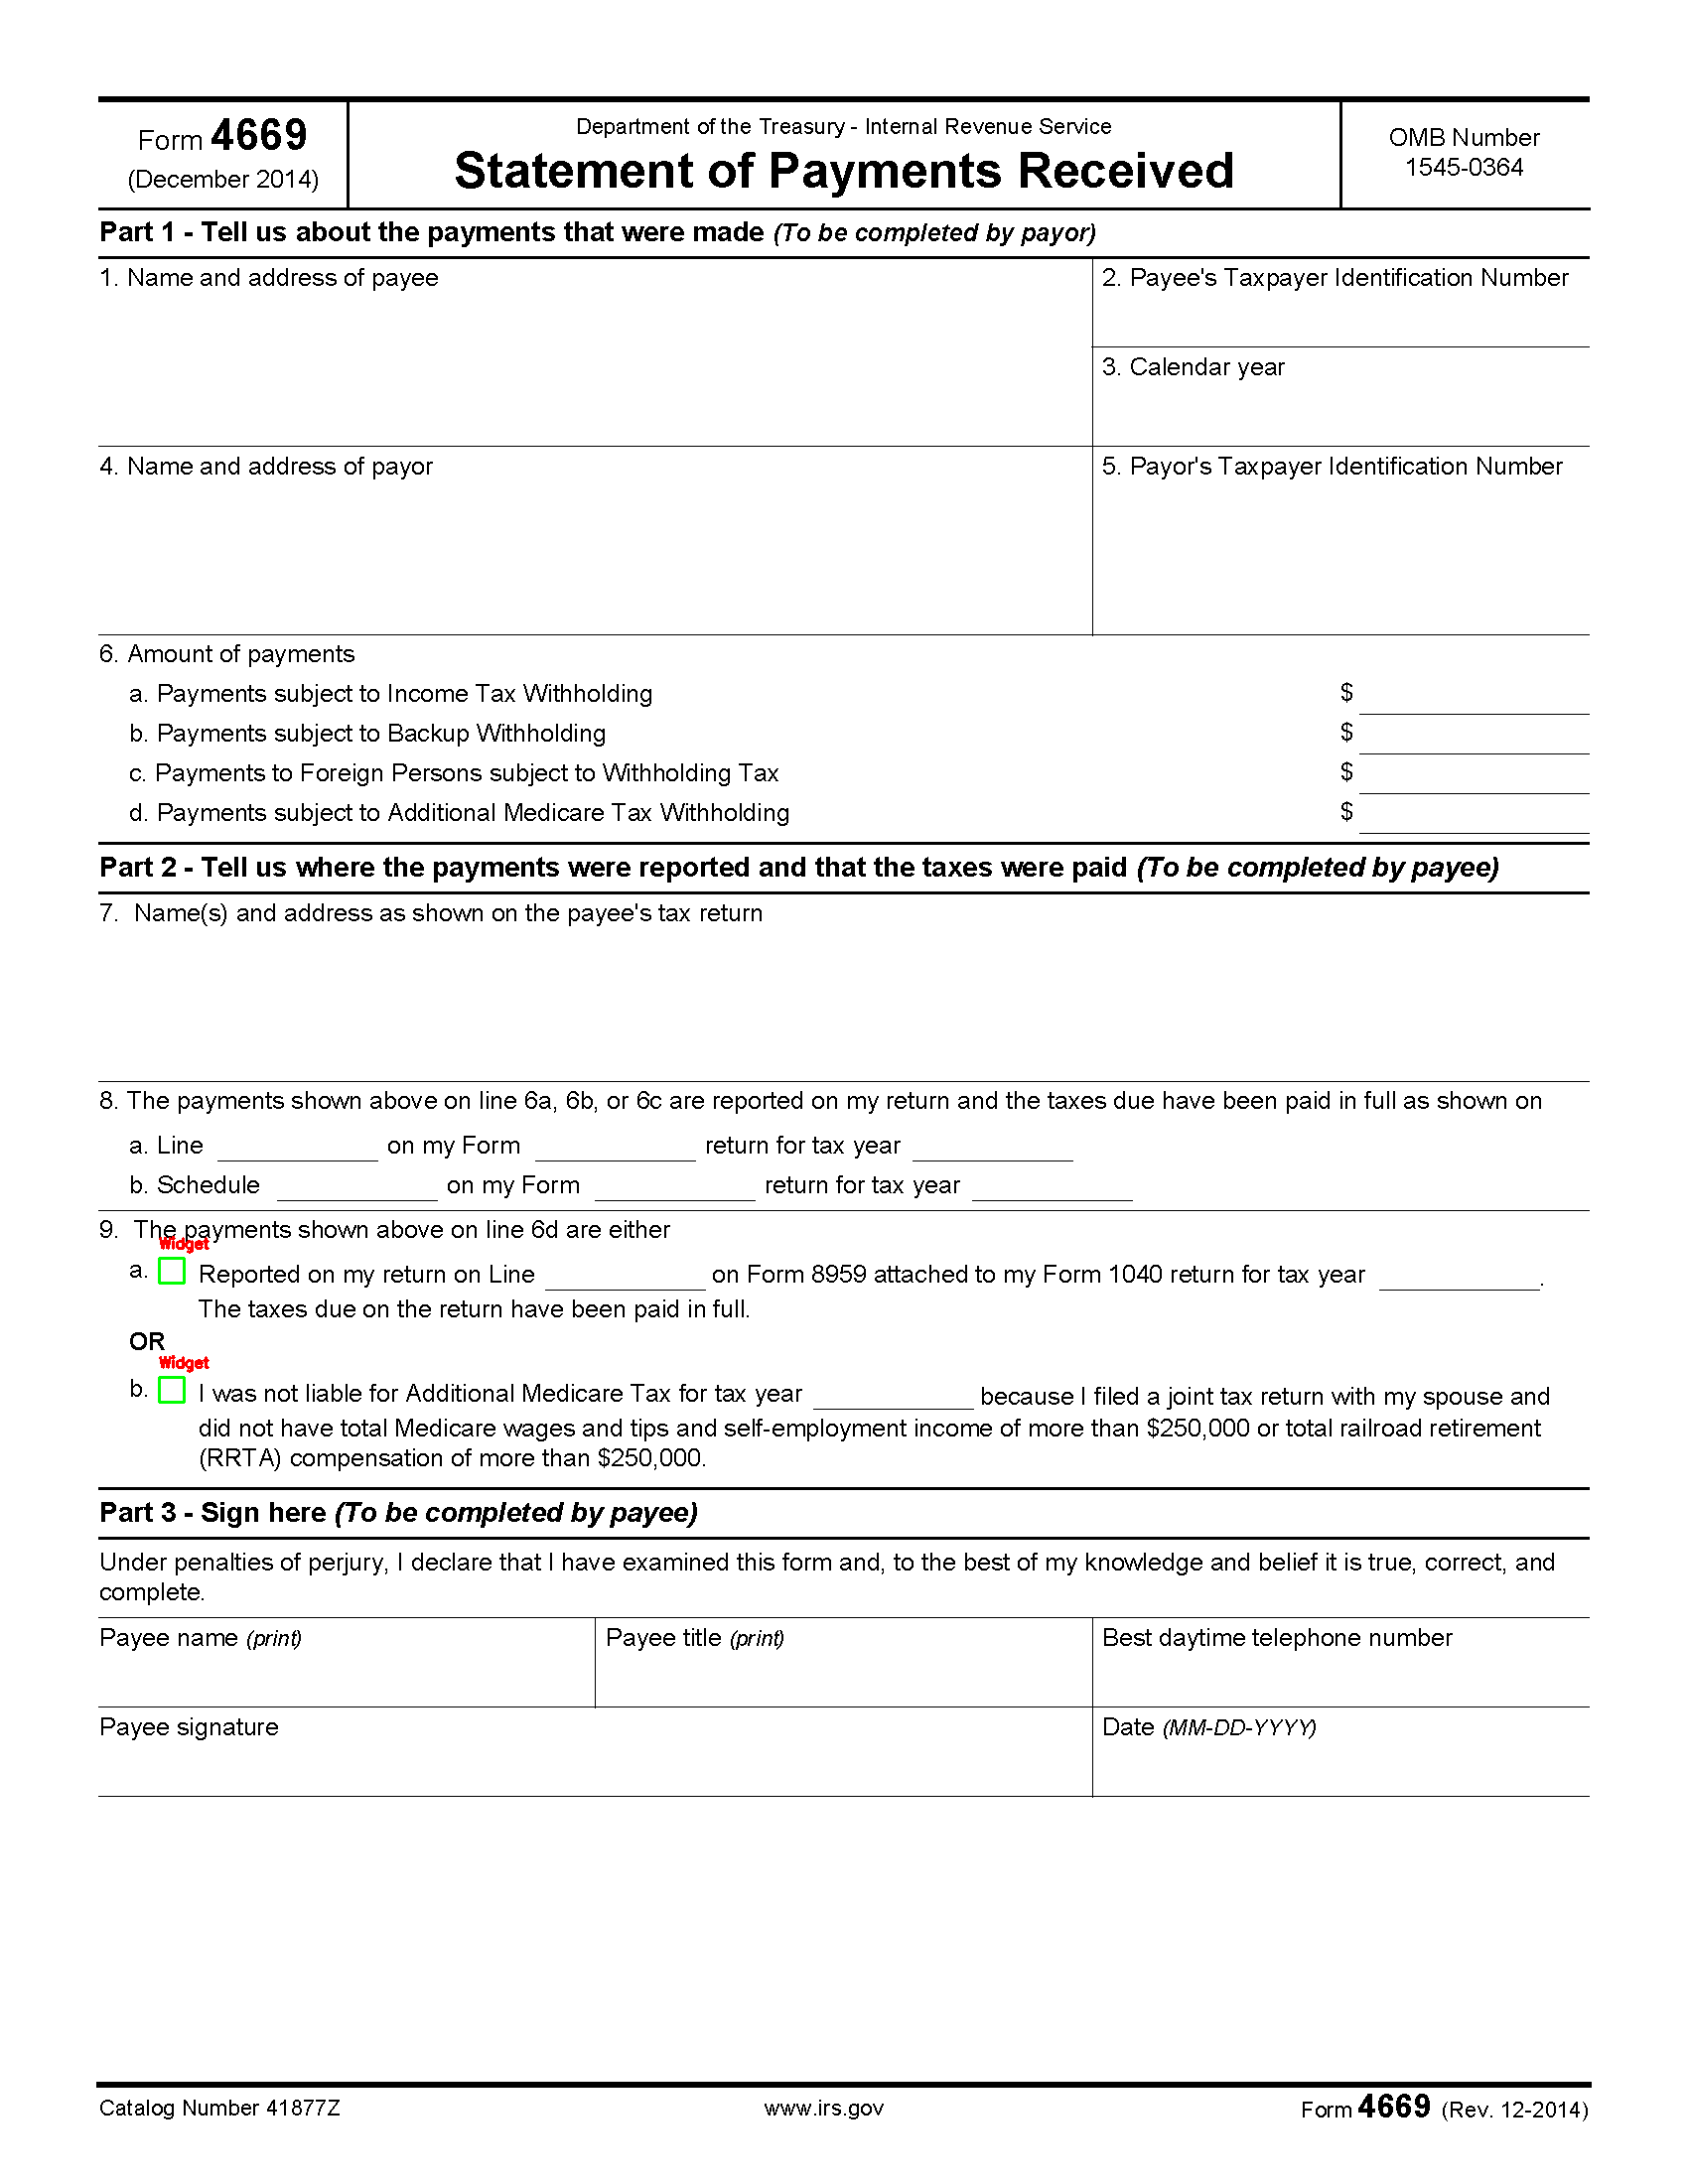 Form 4669
(December 2014)
Department of the Treasury - Internal Revenue Service
Statement of Payments Received
OMB Number
1545-0364
Part 1 - Tell us about the payments that were made (To be completed by payor)
1. Name and address of payee
2. Payee's Taxpayer Identification Number
3. Calendar year
4. Name and address of payor
5. Payor's Taxpayer Identification Number
6. Amount of payments
a. Payments subject to Income Tax Withholding $
b. Payments subject to Backup Withholding $
c. Payments to Foreign Persons subject to Withholding Tax $
d. Payments subject to Additional Medicare Tax Withholding $
Part 2 - Tell us where the payments were reported and that the taxes were paid (To be completed by payee)
7. Name(s) and address as shown on the payee's tax return
8. The payments shown above on line 6a, 6b, or 6c are reported on my return and the taxes due have been paid in full as shown on
a. Line on my Form return for tax year
b. Schedule on my Form return for tax year
9. The payments shown above on line 6d are either
Widget
a. Reported on my return on Line on Form 8959 attached to my Form 1040 return for tax year .
The taxes due on the return have been paid in full.
OR
Widget
b. I was not liable for Additional Medicare Tax for tax year because I filed a joint tax return with my spouse and
did not have total Medicare wages and tips and self-employment income of more than $250,000 or total railroad retirement
(RRTA) compensation of more than $250,000.
Part 3 - Sign here (To be completed by payee)
Under penalties of perjury, I declare that I have examined this form and, to the best of my knowledge and belief it is true, correct, and
complete.
Payee name (print)
Payee title (print)
Best daytime telephone number
Payee signature
Date (MM-DD-YYYY)
Catalog Number 41877Z
www.irs.gov
Form 4669 (Rev. 12-2014)